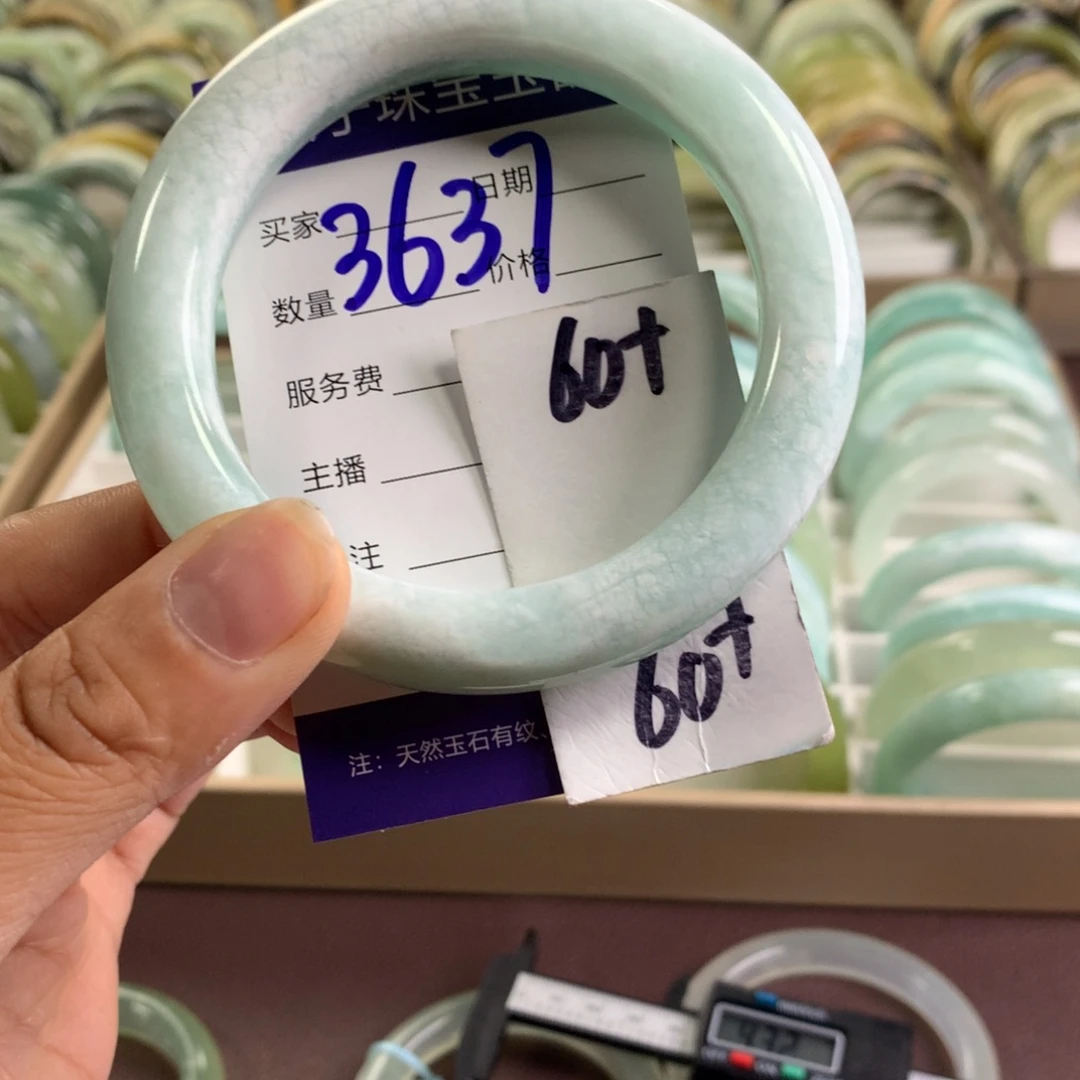 珠宝玉
买家 日期
3637
数量 价格
服务费
60+
主播
注
60+
注：天然玉石有纹、